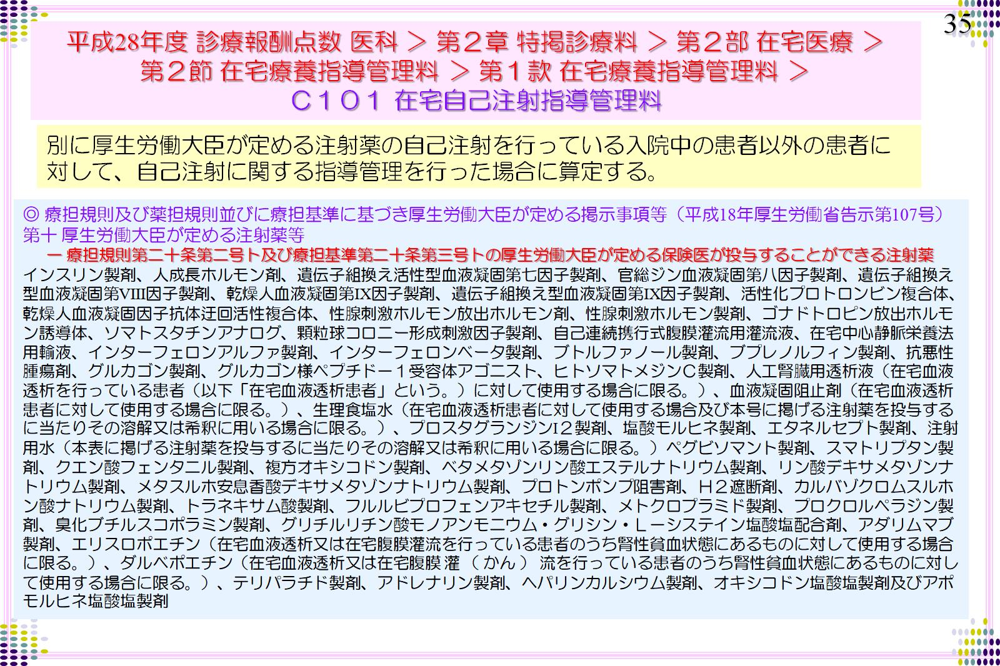 35
平成28年度 診療報酬点数 医科 ＞ 第２章 特掲診療料 ＞ 第２部 在宅医療 ＞
第２節 在宅療養指導管理料 ＞ 第１款 在宅療養指導管理料 ＞
Ｃ１０１ 在宅自己注射指導管理料
別に厚生労働大臣が定める注射薬の自己注射を行っている入院中の患者以外の患者に
対して、自己注射に関する指導管理を行った場合に算定する。
◎ 療担規則及び薬担規則並びに療担基準に基づき厚生労働大臣が定める掲示事項等（平成18年厚生労働省告示第107号）
第十 厚生労働大臣が定める注射薬等
一 療担規則第二十条第二号ト及び療担基準第二十条第三号トの厚生労働大臣が定める保険医が投与することができる注射薬
インスリン製剤、人成長ホルモン剤、遺伝子組換え活性型血液凝固第七因子製剤、官総ジン血液凝固第八因子製剤、遺伝子組換え
型血液凝固第VIII因子製剤、乾燥人血液凝固第IX因子製剤、遺伝子組換え型血液凝固第IX因子製剤、活性化プロトロンビン複合体、
乾燥人血液凝固因子抗体迂回活性複合体、性腺刺激ホルモン放出ホルモン剤、性腺刺激ホルモン製剤、ゴナドトロピン放出ホルモ
ン誘導体、ソマトスタチンアナログ、顆粒球コロニー形成刺激因子製剤、自己連続携行式腹膜灌流用灌流液、在宅中心静脈栄養法
用輸液、インターフェロンアルファ製剤、インターフェロンベータ製剤、ブトルファノール製剤、ブプレノルフィン製剤、抗悪性
腫瘍剤、グルカゴン製剤、グルカゴン様ペプチドー１受容体アゴニスト、ヒトソマトメジンＣ製剤、人工腎臓用透析液（在宅血液
透析を行っている患者（以下「在宅血液透析患者」という。）に対して使用する場合に限る。）、血液凝固阻止剤（在宅血液透析
患者に対して使用する場合に限る。）、生理食塩水（在宅血液透析患者に対して使用する場合及び本号に掲げる注射薬を投与する
に当たりその溶解又は希釈に用いる場合に限る。）、プロスタグランジンI２製剤、塩酸モルヒネ製剤、エタネルセプト製剤、注射
用水（本表に掲げる注射薬を投与するに当たりその溶解又は希釈に用いる場合に限る。）ペグビソマント製剤、スマトリプタン製
剤、クエン酸フェンタニル製剤、複方オキシコドン製剤、ベタメタゾンリン酸エステルナトリウム製剤、リン酸デキサメタゾンナ
トリウム製剤、メタスルホ安息香酸デキサメタゾンナトリウム製剤、プロトンポンプ阻害剤、Ｈ２遮断剤、カルバゾクロムスルホ
ン酸ナトリウム製剤、トラネキサム酸製剤、フルルビプロフェンアキセチル製剤、メトクロプラミド製剤、プロクロルペラジン製
剤、臭化ブチルスコポラミン製剤、グリチルリチン酸モノアンモニウム・グリシン・Ｌーシステイン塩酸塩配合剤、アダリムマブ
製剤、エリスロポエチン（在宅血液透析又は在宅腹膜灌流を行っている患者のうち腎性貧血状態にあるものに対して使用する場合
に限る。）、ダルベポエチン（在宅血液透析又は在宅腹膜 灌 （ かん ） 流を行っている患者のうち腎性貧血状態にあるものに対し
て使用する場合に限る。）、テリパラチド製剤、アドレナリン製剤、ヘパリンカルシウム製剤、オキシコドン塩酸塩製剤及びアポ
モルヒネ塩酸塩製剤